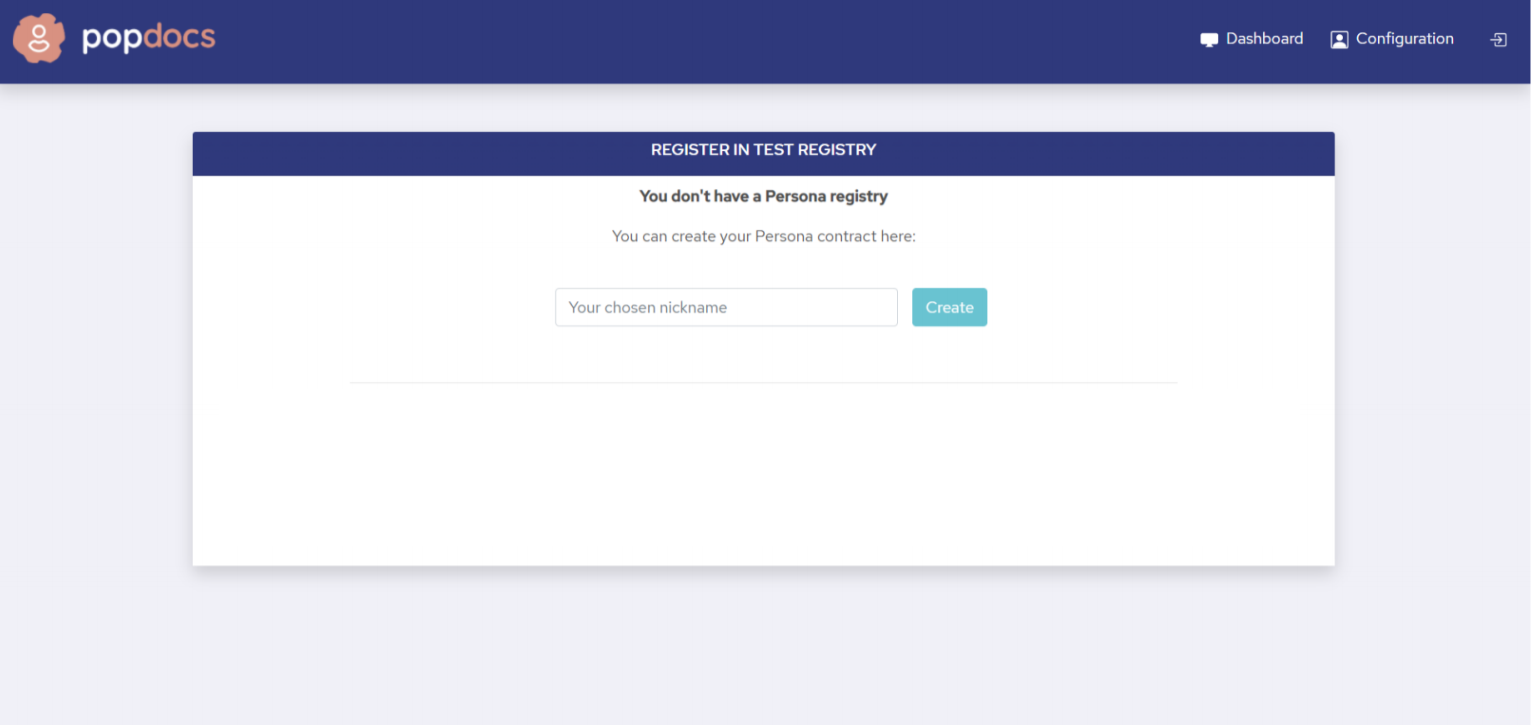 popdocs
Dashboard
Configuration
REGISTER IN TEST REGISTRY
You don't have a Persona registry
You can create your Persona contract here:
Your chosen nickname
Create